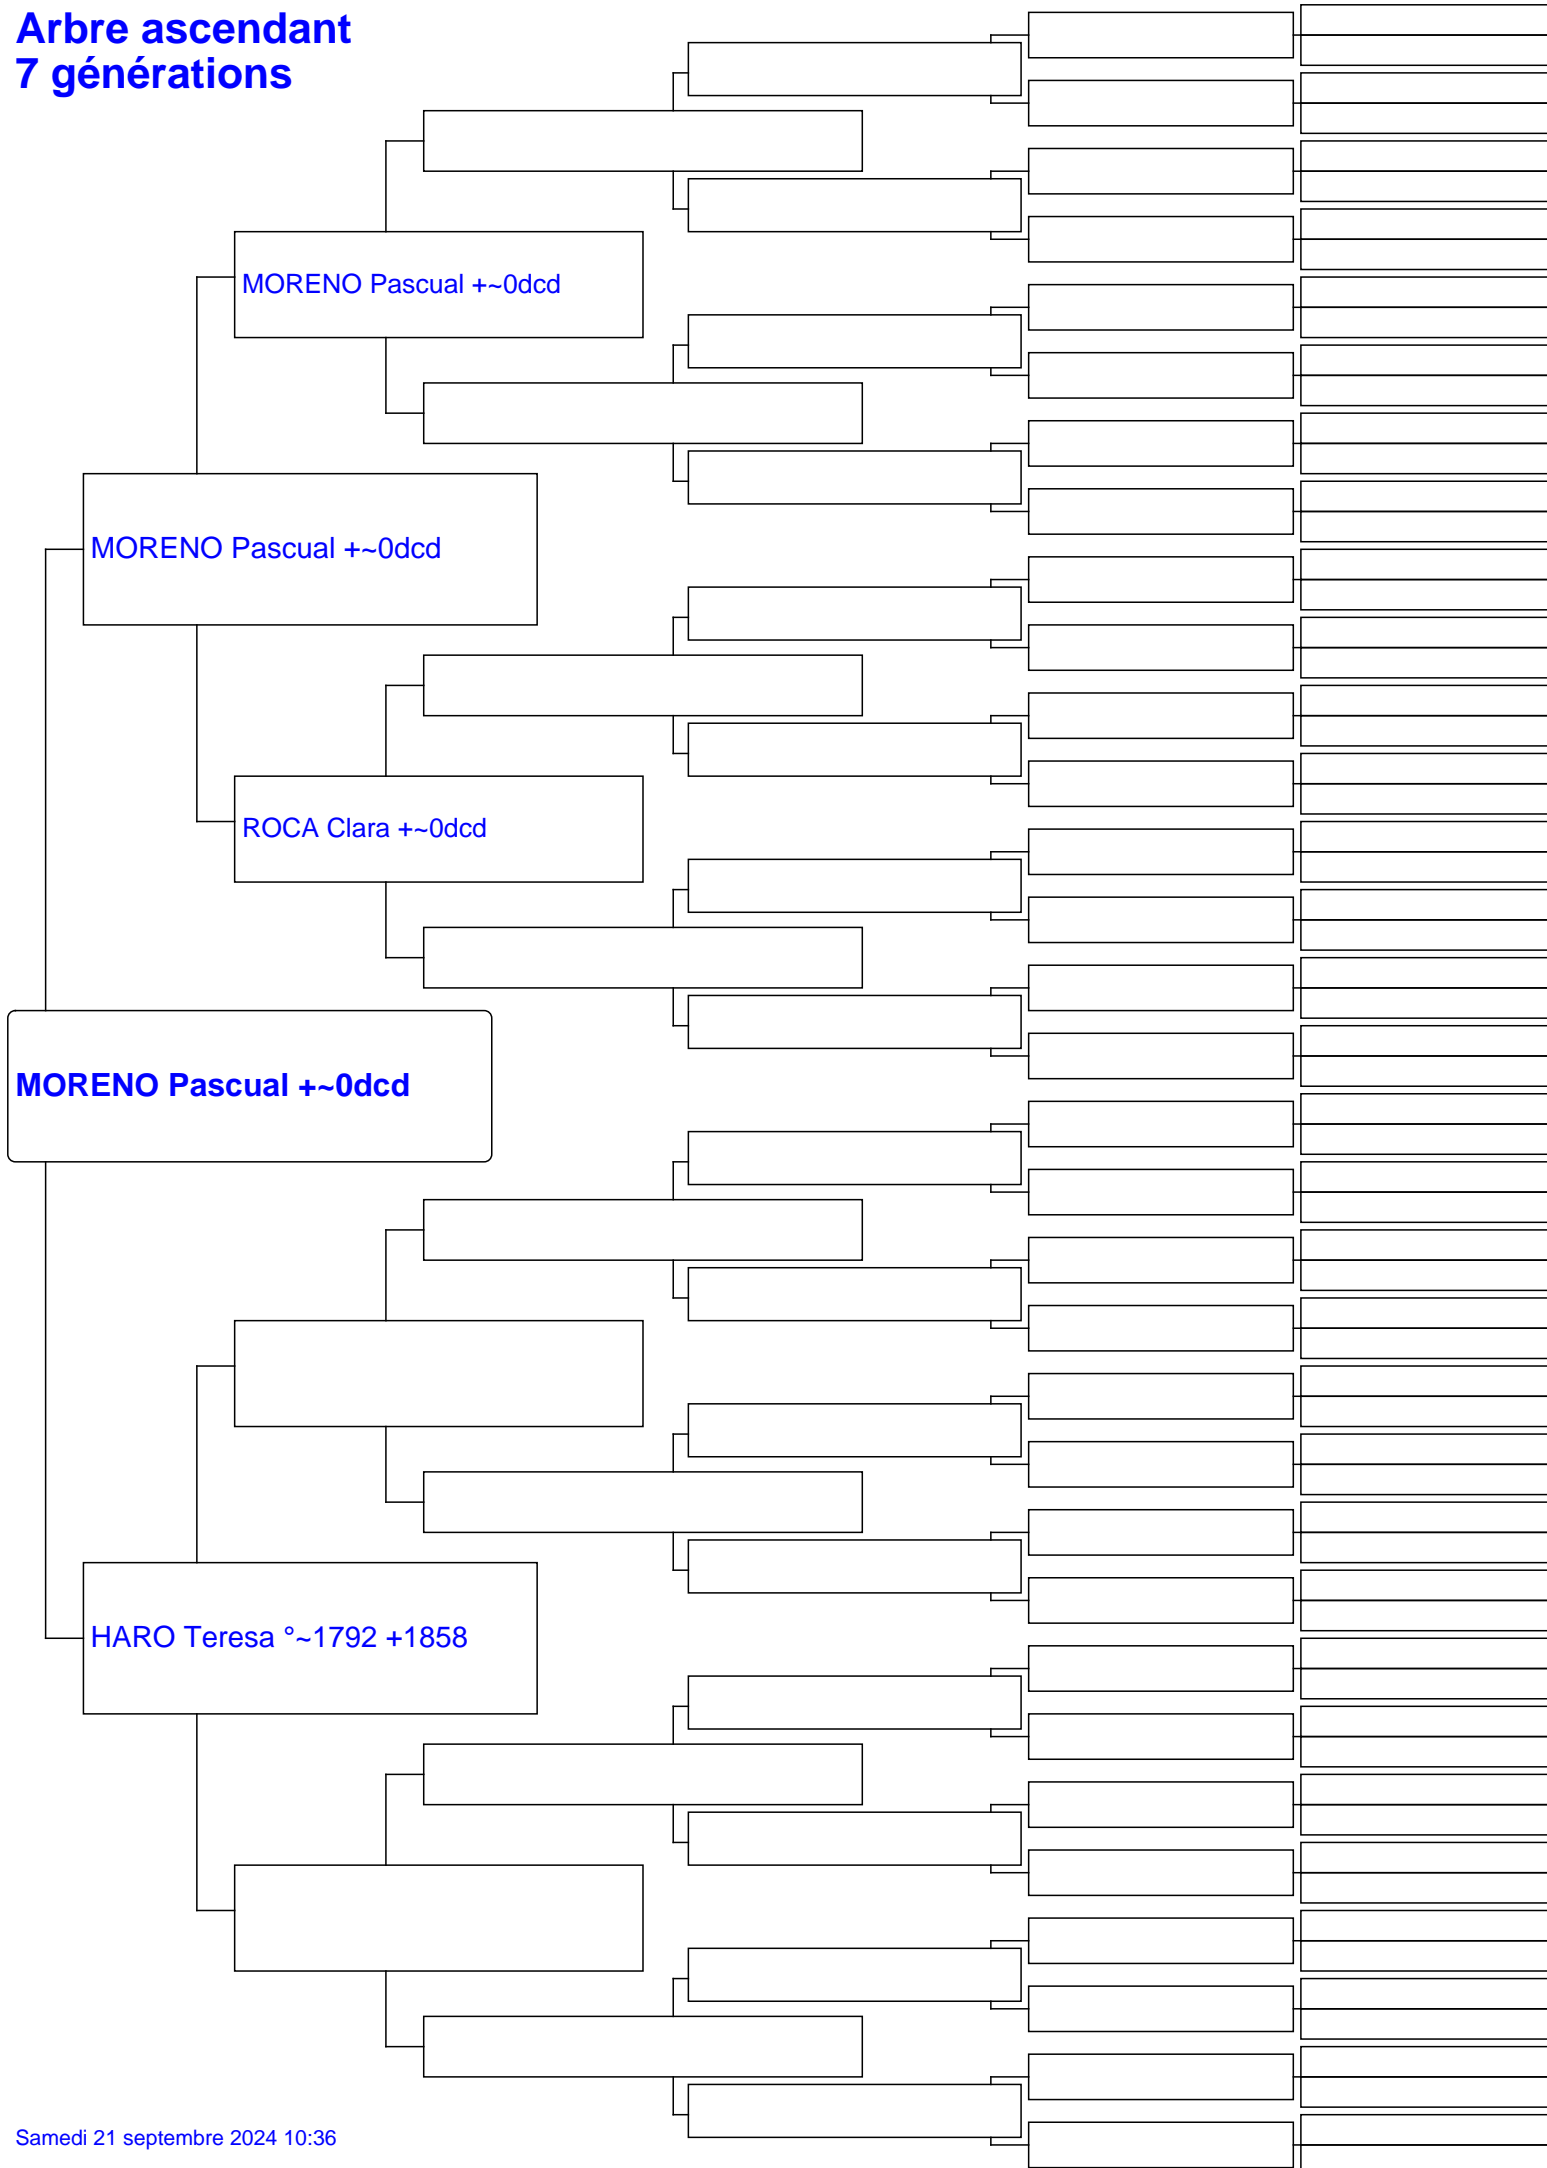 Arbre ascendant
7 générations
MORENO Pascual +~0dcd
MORENO Pascual +~0dcd
ROCA Clara +~0dcd
MORENO Pascual +~0dcd
HARO Teresa °~1792 +1858
Samedi 21 septembre 2024 10:36